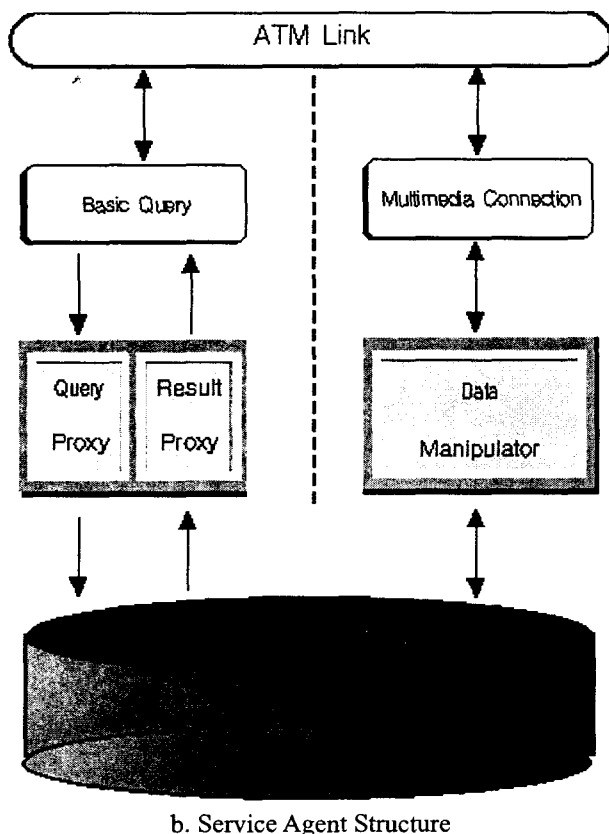 ATM Link
Basic Query
Multimedia Connection
Query
Proxy
Result
Proxy
Data
Manipulator
b. Service Agent Structure